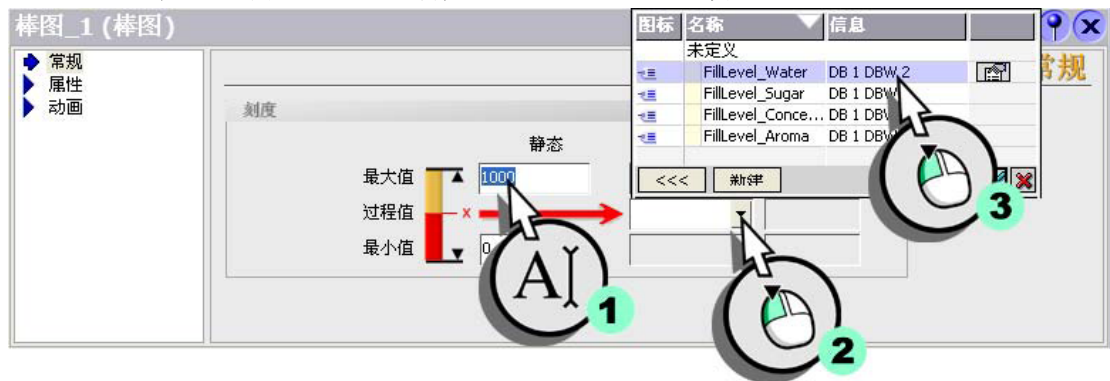 棒图_1 (棒图)
常规
属性
动画
常规
刻度
静态
最大值
1000
过程值
x
最小值
0
图标 名称 信息
未定义
FillLevel_Water DB 1 DBW 2
FillLevel_Sugar DB 1 DBW
FillLevel_Conce... DB 1 DBW
FillLevel_Aroma DB 1 DBW
<<< 新建
A
1
2
3